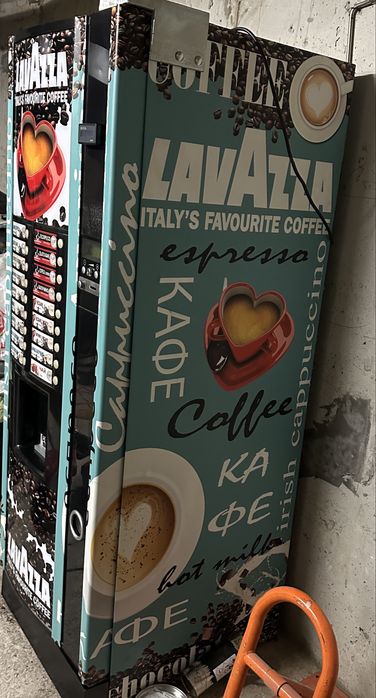 LAVAZZA
ITALY'S FAVOURITE COFFEE
COFFEE
LAVAZZA
ITALY'S FAVOURITE COFFEE
espresso
КАФЕ
Cappuccino
Coffee
irish cappuccino
КА
ФЕ
hot milk
АФЕ
LAVAZZA